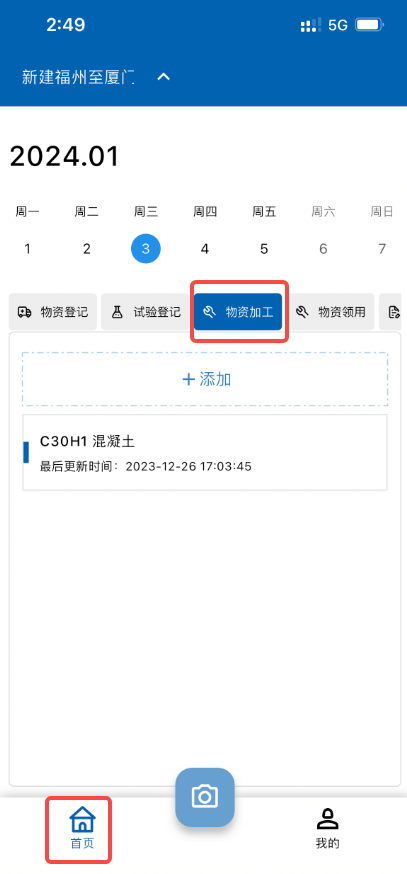 2:49
5G
新建福州至厦门
2024.01
周一 周二 周三 周四 周五 周六 周日
1 2 3 4 5 6 7
物资登记 试验登记 物资加工 物资领用
添加
C30H1 混凝土
最后更新时间：2023-12-26 17:03:45
首页
我的